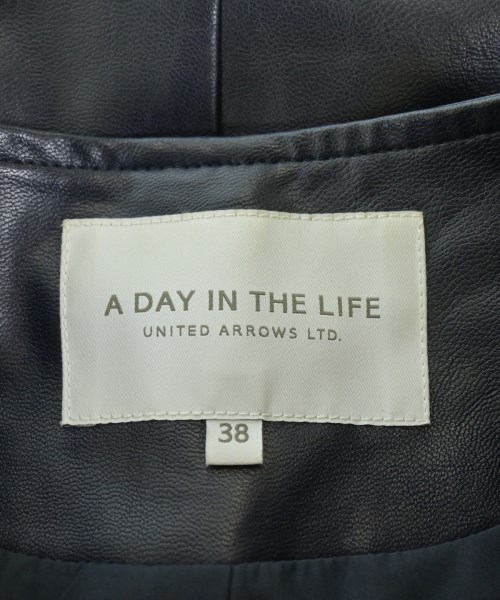 A DAY IN THE LIFE
UNITED ARROWS LTD.
38